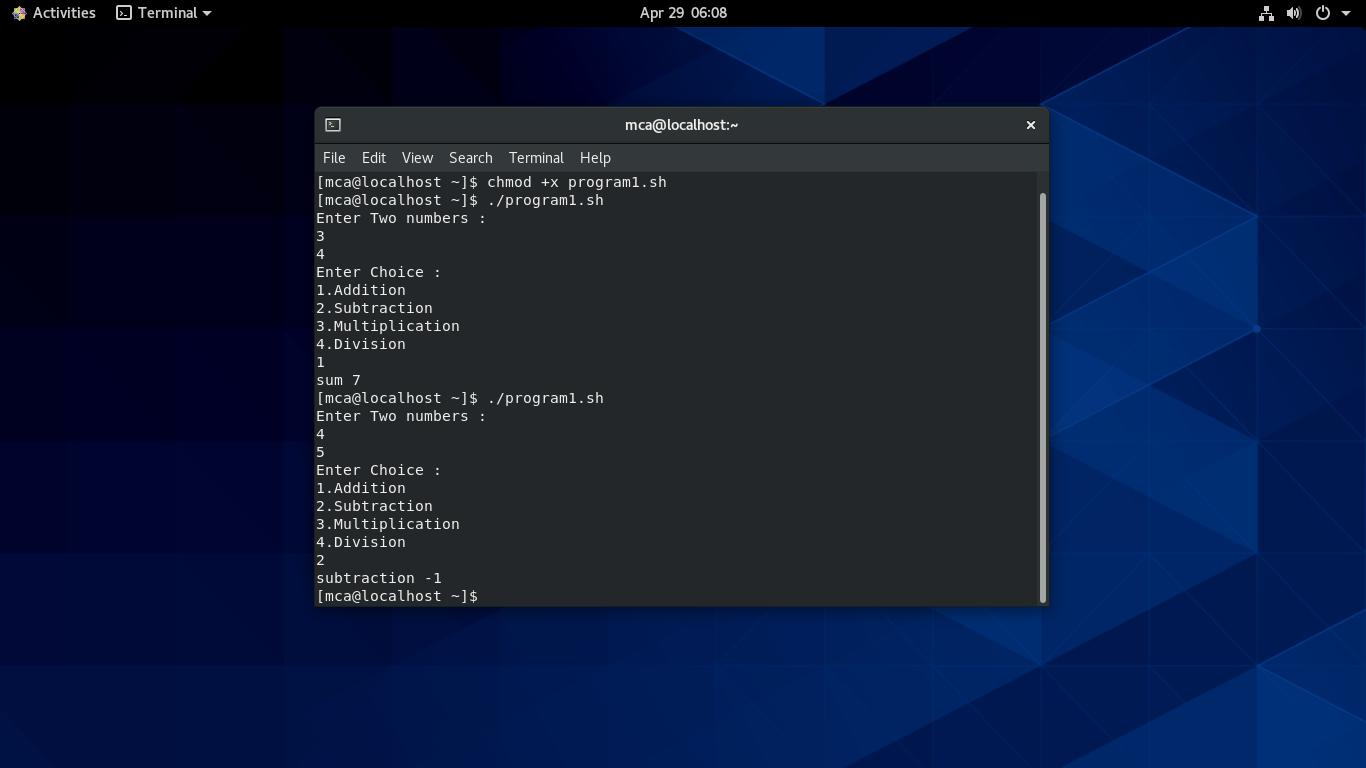 Activities Terminal Apr 29 06:08
mca@localhost:~
File Edit View Search Terminal Help
[mca@localhost ~]$ chmod +x program1.sh
[mca@localhost ~]$ ./program1.sh
Enter Two numbers :
3
4
Enter Choice :
1.Addition
2.Subtraction
3.Multiplication
4.Division
1
sum 7
[mca@localhost ~]$ ./program1.sh
Enter Two numbers :
4
5
Enter Choice :
1.Addition
2.Subtraction
3.Multiplication
4.Division
2
subtraction -1
[mca@localhost ~]$